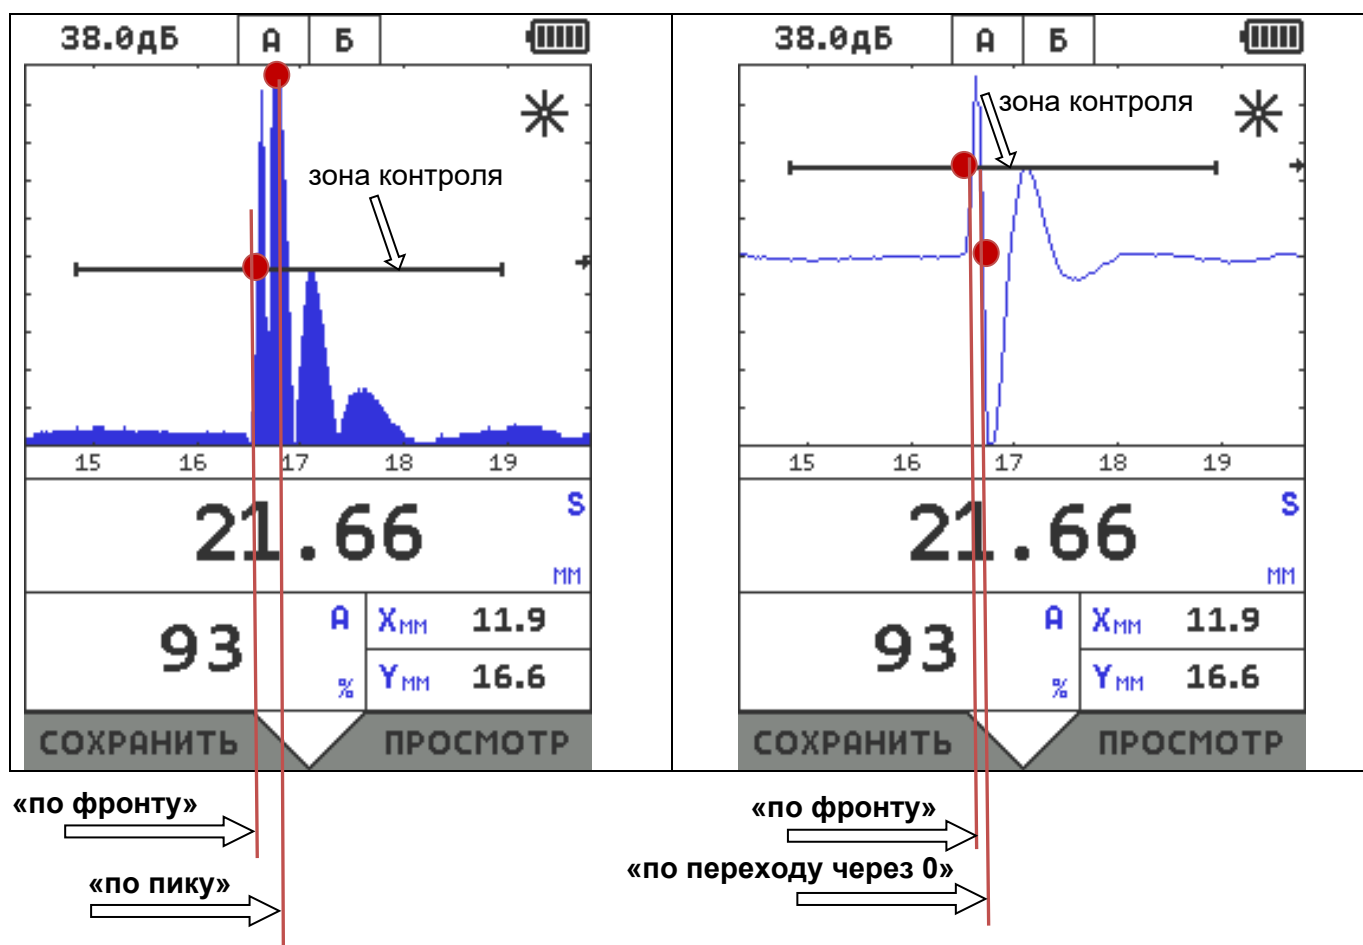 38.0дБ А Б
зона контроля
15 16 17 18 19
21.66 S
мм
93 А %
Xмм 11.9
Yмм 16.6
СОХРАНИТЬ ПРОСМОТР
«по фронту»
«по пику»
38.0дБ А Б
зона контроля
15 16 17 18 19
21.66 S
мм
93 А %
Xмм 11.9
Yмм 16.6
СОХРАНИТЬ ПРОСМОТР
«по фронту»
«по переходу через 0»